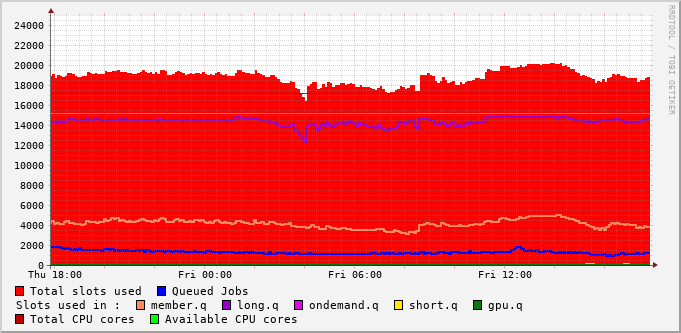 RRDTOOL / TOBI OETIKER
24000
22000
20000
18000
16000
14000
12000
10000
8000
6000
4000
2000
0
Thu 18:00 Fri 00:00 Fri 06:00 Fri 12:00
Total slots used Queued Jobs
Slots used in : member.q long.q ondemand.q short.q gpu.q
Total CPU cores Available CPU cores